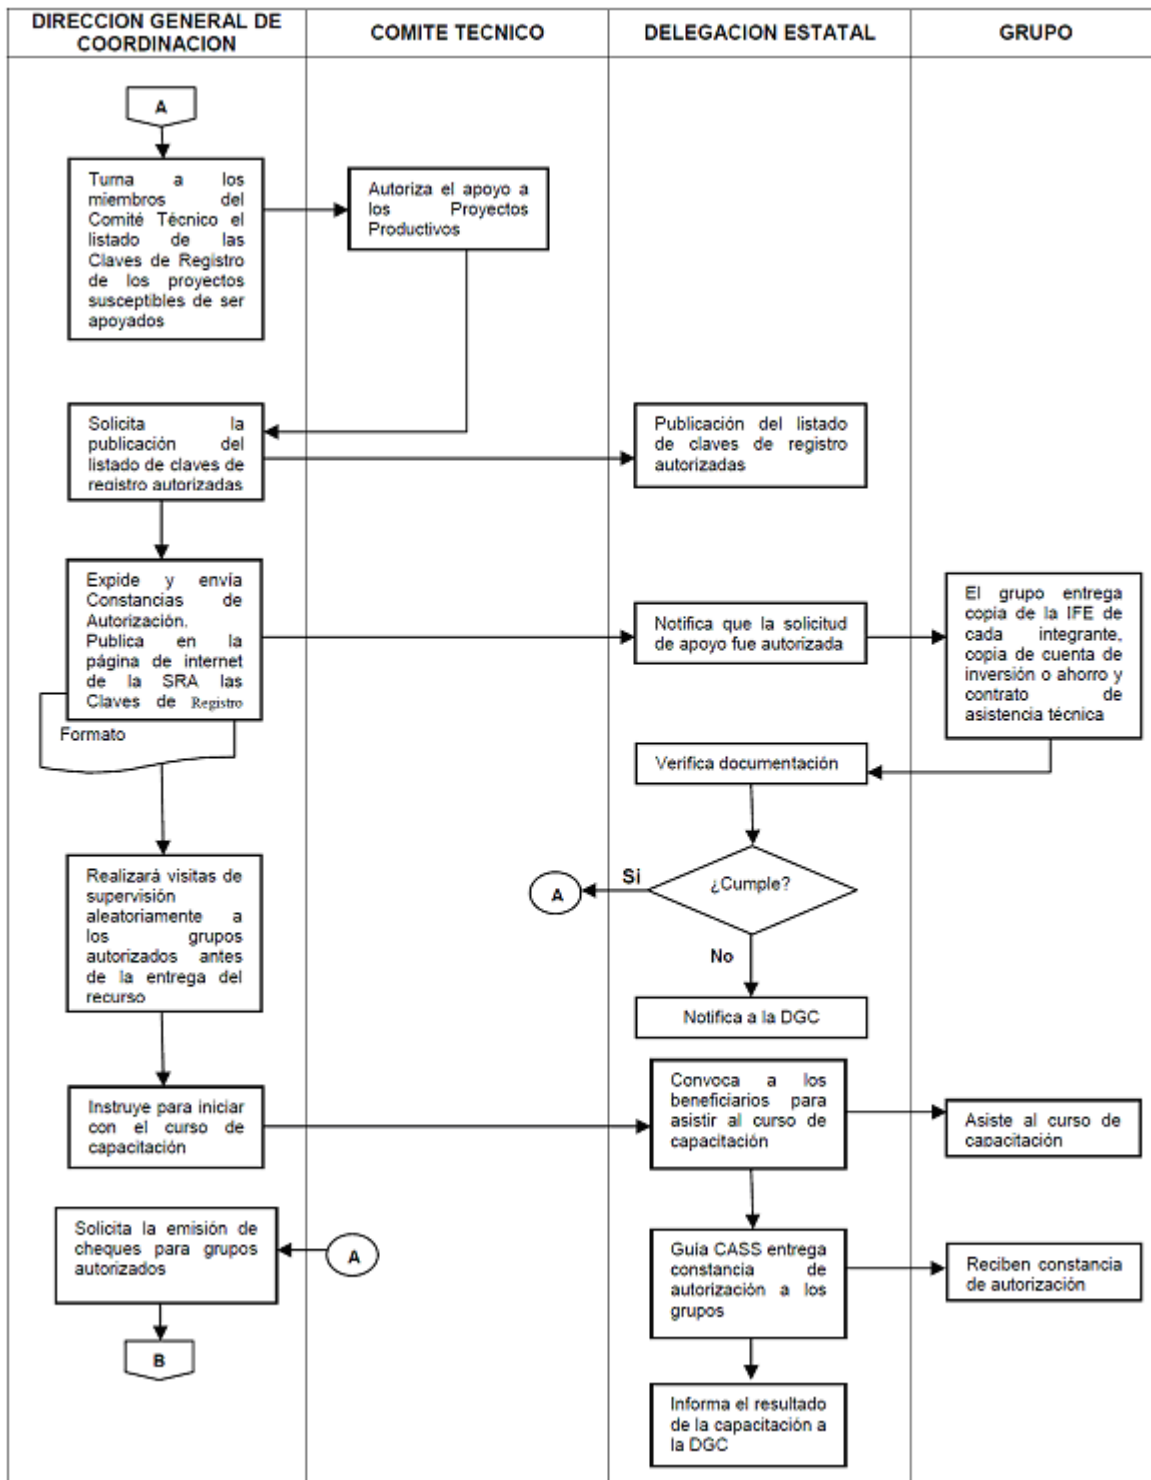 DIRECCION GENERAL DE
COORDINACION
COMITE TECNICO
DELEGACION ESTATAL
GRUPO
A
Turna a los
miembros del
Comité Técnico el
listado de las
Claves de Registro
de los proyectos
susceptibles de ser
apoyados
Autoriza el apoyo a
los Proyectos
Productivos
Solicita la
publicación del
listado de claves de
registro autorizadas
Publicación del listado
de claves de registro
autorizadas
Expide y envía
Constancias de
Autorización.
Publica en la
página de internet
de la SRA las
Claves de Registro
Formato
Notifica que la solicitud
de apoyo fue autorizada
El grupo entrega
copia de la IFE de
cada integrante,
copia de cuenta de
inversión o ahorro y
contrato de
asistencia técnica
Verifica documentación
¿Cumple?
Si
A
No
Notifica a la DGC
Realizará visitas de
supervisión
aleatoriamente a
los grupos
autorizados antes
de la entrega del
recurso
Instruye para iniciar
con el curso de
capacitación
Convoca a los
beneficiarios para
asistir al curso de
capacitación
Asiste al curso de
capacitación
Solicita la emisión de
cheques para grupos
autorizados
A
Guía CASS entrega
constancia de
autorización a los
grupos
Reciben constancia
de autorización
B
Informa el resultado
de la capacitación a
la DGC